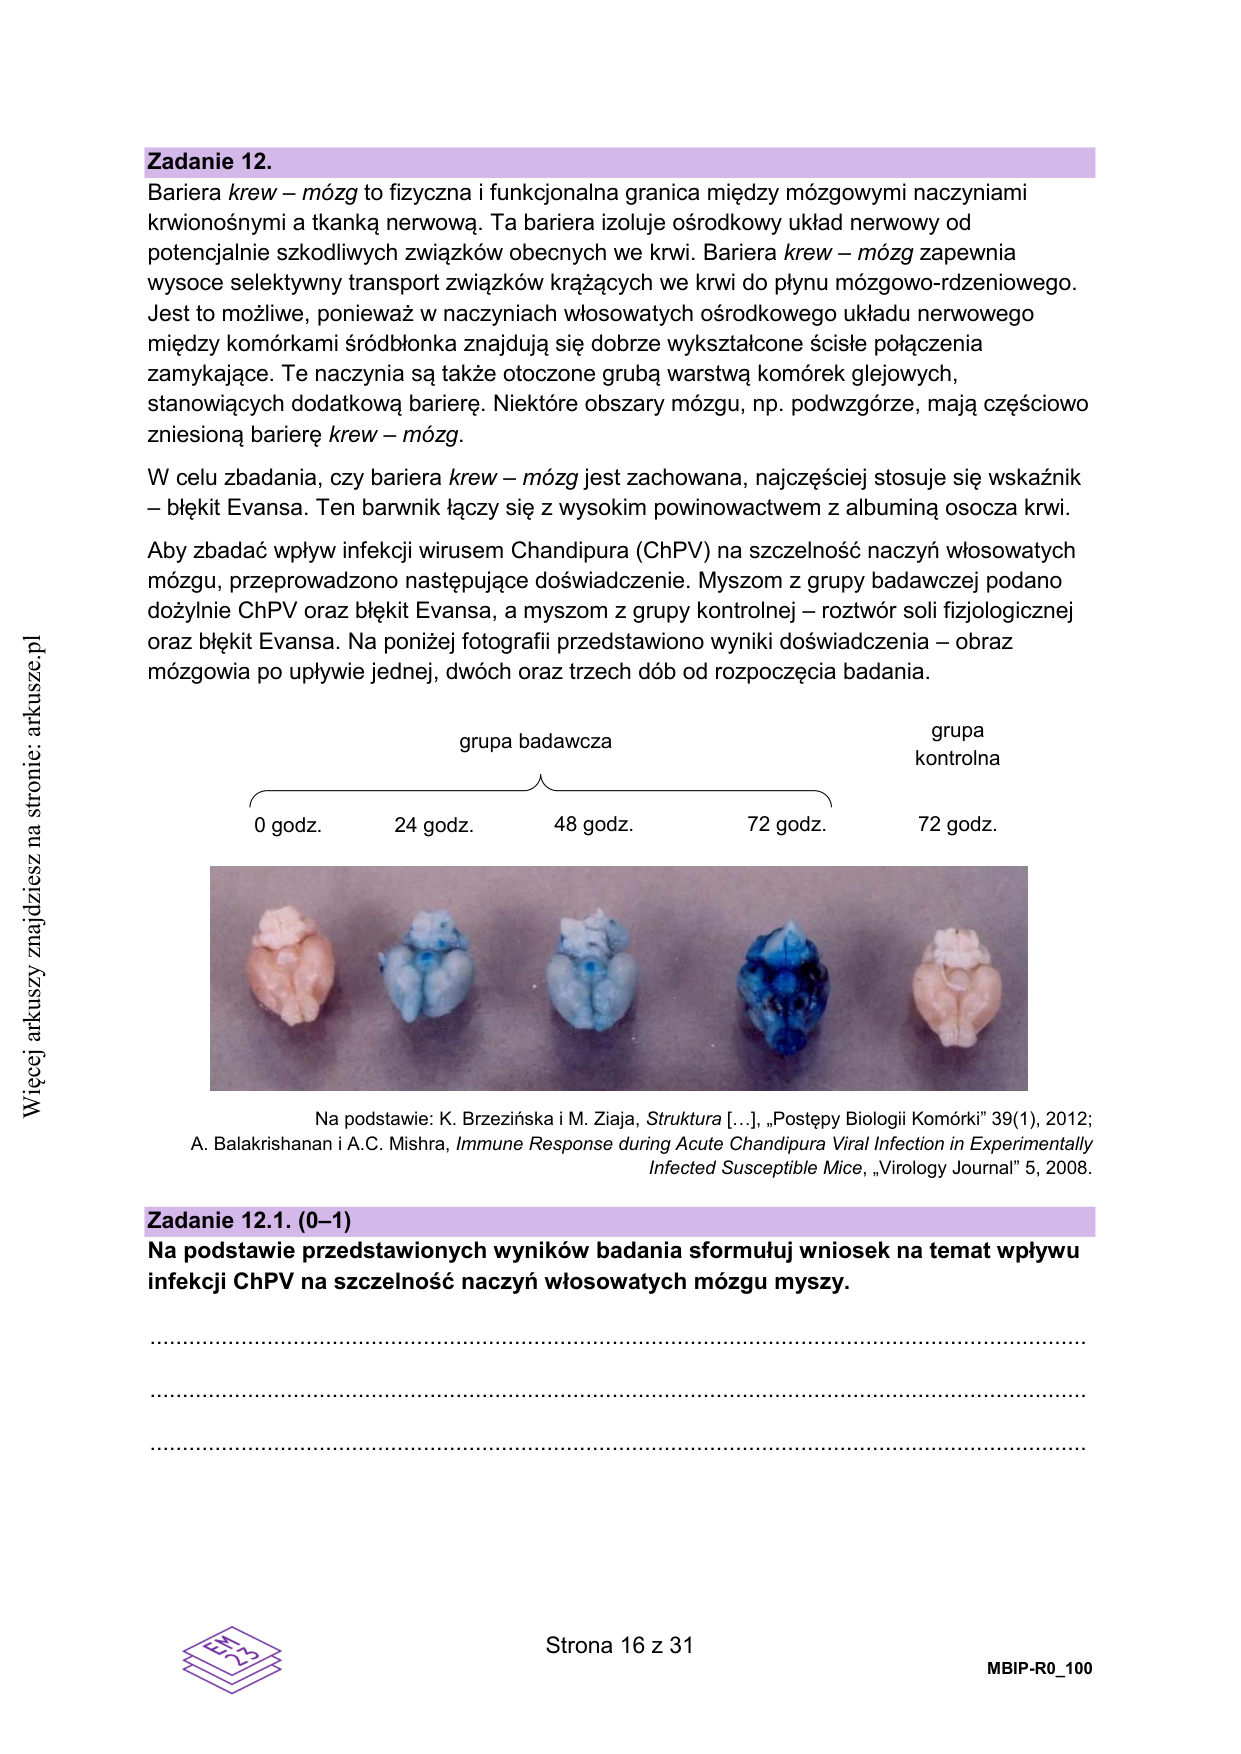 Zadanie 12.
Bariera krew – mózg to fizyczna i funkcjonalna granica między mózgowymi naczyniami
krwionośnymi a tkanką nerwową. Ta bariera izoluje ośrodkowy układ nerwowy od
potencjalnie szkodliwych związków obecnych we krwi. Bariera krew – mózg zapewnia
wysoce selektywny transport związków krążących we krwi do płynu mózgowo-rdzeniowego.
Jest to możliwe, ponieważ w naczyniach włosowatych ośrodkowego układu nerwowego
między komórkami śródbłonka znajdują się dobrze wykształcone ścisłe połączenia
zamykające. Te naczynia są także otoczone grubą warstwą komórek glejowych,
stanowiących dodatkową barierę. Niektóre obszary mózgu, np. podwzgórze, mają częściowo
zniesioną barierę krew – mózg.
W celu zbadania, czy bariera krew – mózg jest zachowana, najczęściej stosuje się wskaźnik
– błękit Evansa. Ten barwnik łączy się z wysokim powinowactwem z albuminą osocza krwi.
Aby zbadać wpływ infekcji wirusem Chandipura (ChPV) na szczelność naczyń włosowatych
mózgu, przeprowadzono następujące doświadczenie. Myszom z grupy badawczej podano
dożylnie ChPV oraz błękit Evansa, a myszom z grupy kontrolnej – roztwór soli fizjologicznej
oraz błękit Evansa. Na poniżej fotografii przedstawiono wyniki doświadczenia – obraz
mózgowia po upływie jednej, dwóch oraz trzech dób od rozpoczęcia badania.
grupa badawcza
grupa
kontrolna
0 godz. 24 godz. 48 godz. 72 godz. 72 godz.
Na podstawie: K. Brzezińska i M. Ziaja, Struktura […], „Postępy Biologii Komórki” 39(1), 2012;
A. Balakrishanan i A.C. Mishra, Immune Response during Acute Chandipura Viral Infection in Experimentally
Infected Susceptible Mice, „Virology Journal” 5, 2008.
Zadanie 12.1. (0–1)
Na podstawie przedstawionych wyników badania sformułuj wniosek na temat wpływu
infekcji ChPV na szczelność naczyń włosowatych mózgu myszy.
Strona 16 z 31
MBIP-R0_100
EM
23
Więcej arkuszy znajdziesz na stronie: arkusze.pl